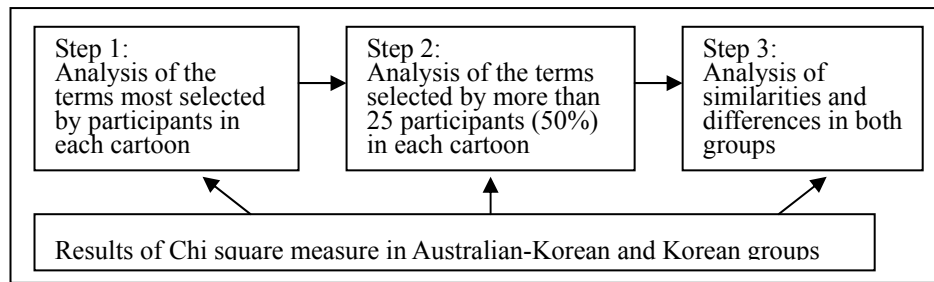 Step 1:
Analysis of the
terms most selected
by participants in
each cartoon
Step 2:
Analysis of the terms
selected by more than
25 participants (50%)
in each cartoon
Step 3:
Analysis of
similarities and
differences in both
groups
Results of Chi square measure in Australian-Korean and Korean groups